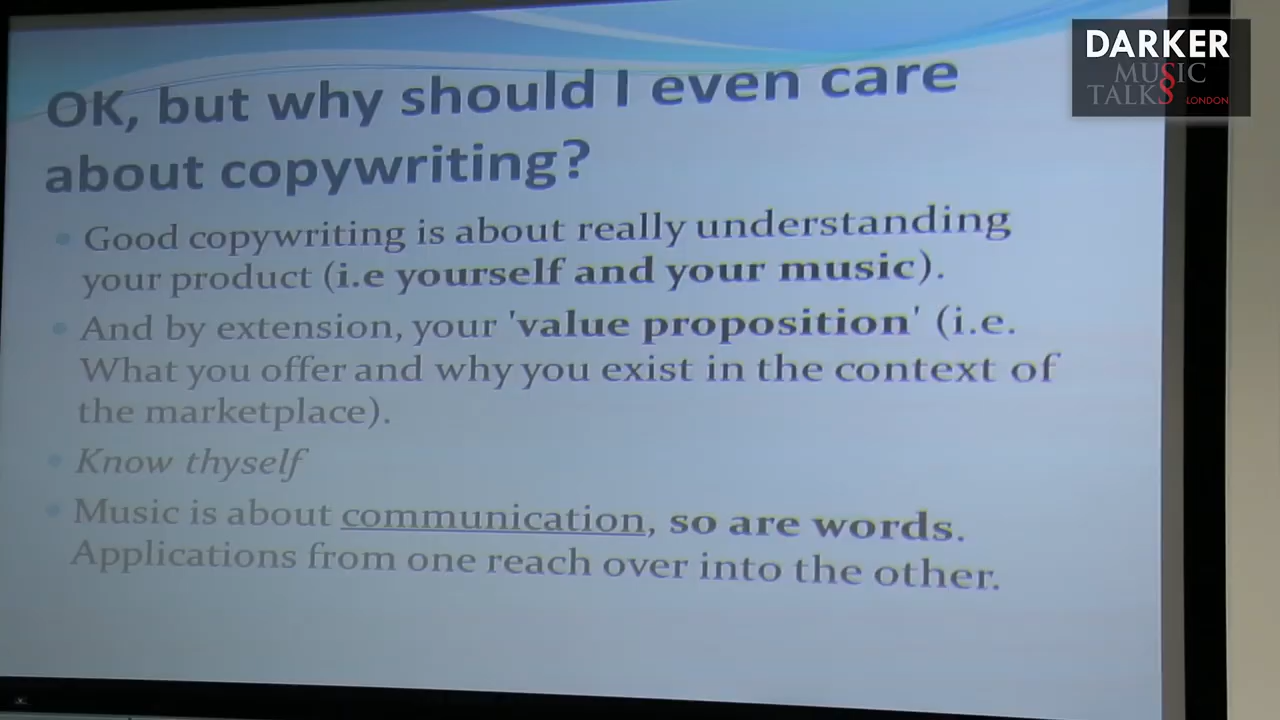 DARKER
MUSIC
TALKS LONDON
OK, but why should I even care
about copywriting?
Good copywriting is about really understanding
your product (i.e yourself and your music).
And by extension, your 'value proposition' (i.e.
What you offer and why you exist in the context of
the marketplace).
Know thyself
Music is about communication, so are words.
Applications from one reach over into the other.